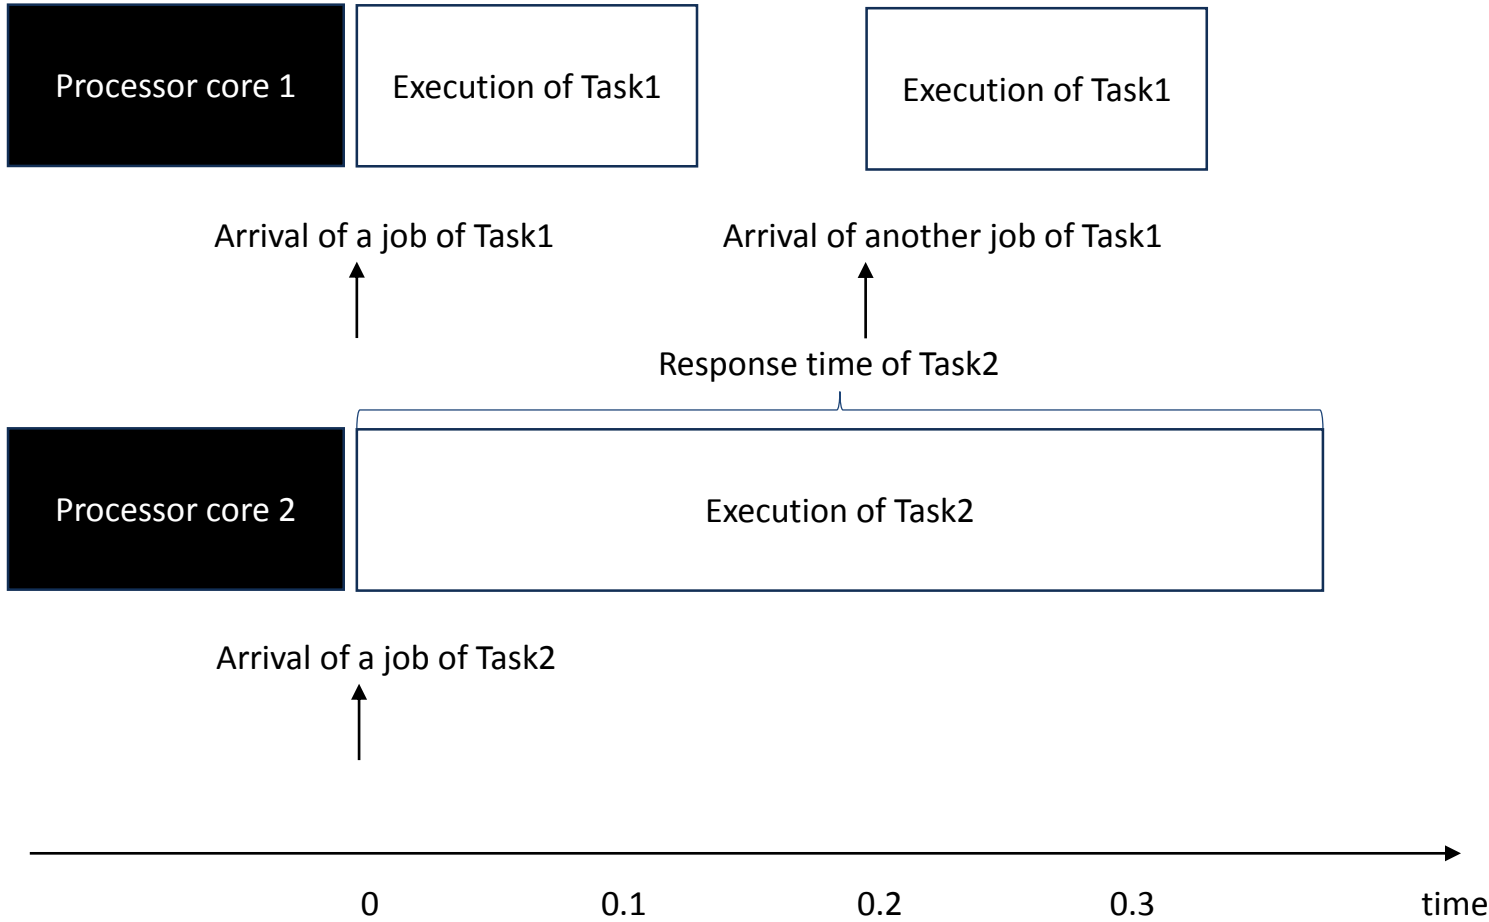 Processor core 1
Execution of Task1
Execution of Task1
Arrival of a job of Task1
Arrival of another job of Task1
Response time of Task2
Processor core 2
Execution of Task2
Arrival of a job of Task2
0
0.1
0.2
0.3
time